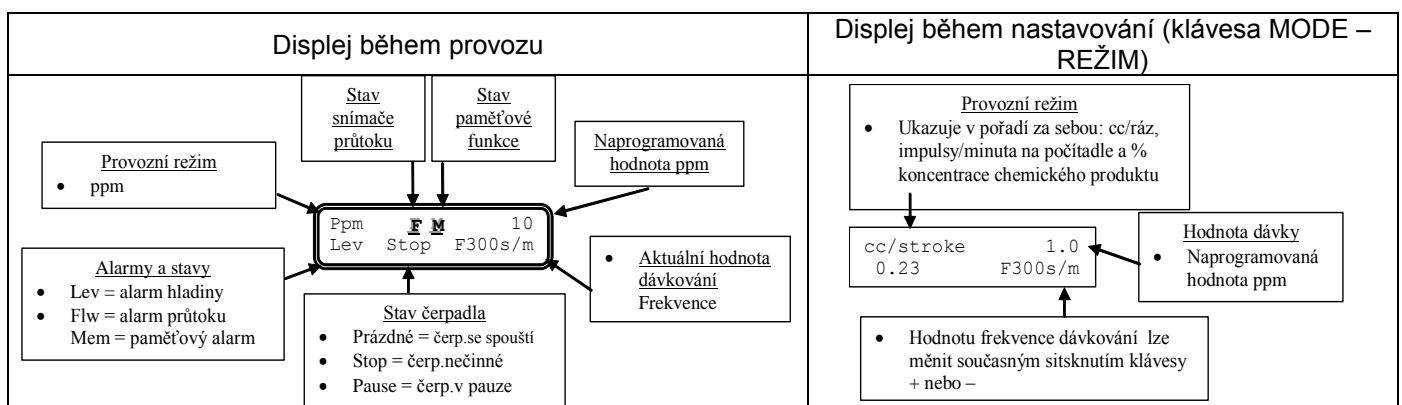 Displej během provozu
Displej během nastavování (klávesa MODE –
REŽIM)
Stav
snímače
průtoku
Stav
paměťové
funkce
Naprogramovaná
hodnota ppm
Provozní režim
• ppm
Ppm F M 10
Lev Stop F300s/m
Alarmy a stavy
• Lev = alarm hladiny
• Flw = alarm průtoku
Mem = paměťový alarm
Stav čerpadla
• Prázdné = čerp.se spouští
• Stop = čerp.nečinné
• Pause = čerp.v pauze
• Aktuální hodnota
dávkování
Frekvence
Provozní režim
• Ukazuje v pořadí za sebou: cc/ráz,
impulsy/minuta na počítadle a %
koncentrace chemického produktu
cc/stroke 1.0
0.23 F300s/m
Hodnota dávky
• Naprogramovaná
hodnota ppm
• Hodnotu frekvence dávkování lze
měnit současným sitsknutím klávesy
+ nebo –